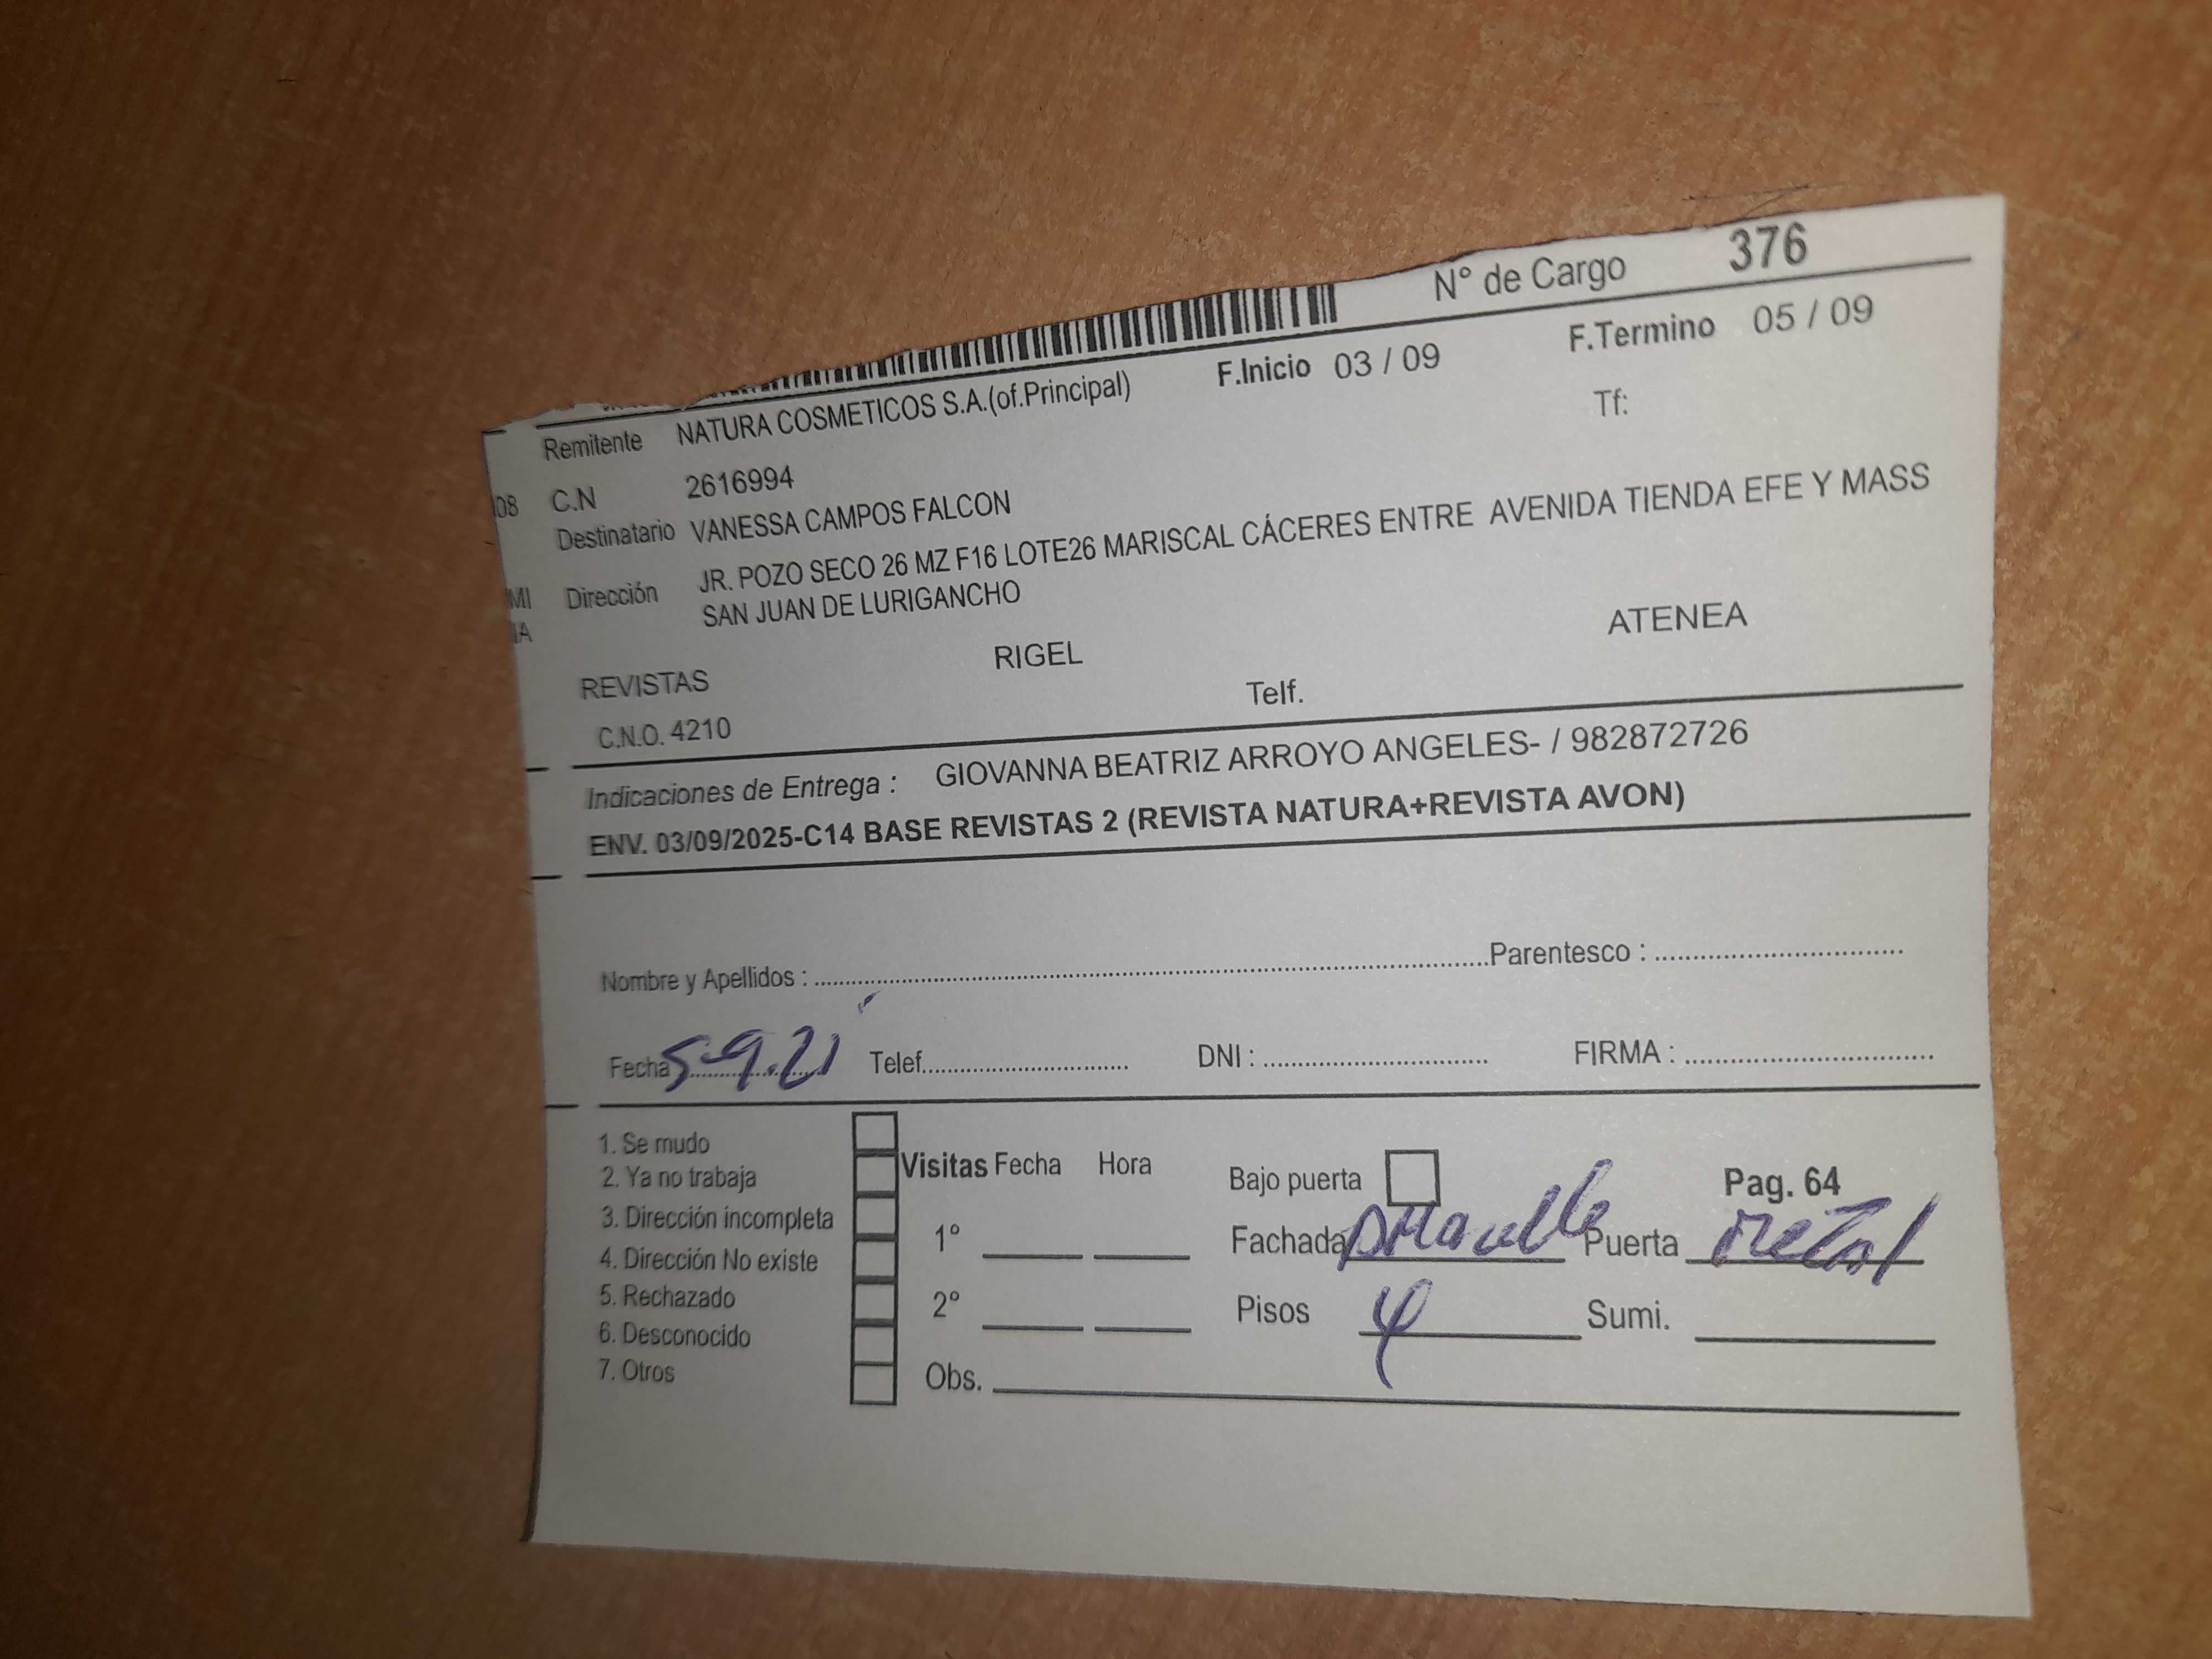 N° de Cargo 376
Remitente NATURA COSMETICOS S.A.(of.Principal) F.Inicio 03 / 09 F.Termino 05 / 09
08 C.N 2616994 Tf:
Destinatario VANESSA CAMPOS FALCON
MI Dirección JR. POZO SECO 26 MZ F16 LOTE26 MARISCAL CÁCERES ENTRE AVENIDA TIENDA EFE Y MASS
IA SAN JUAN DE LURIGANCHO
REVISTAS RIGEL ATENEA
C.N.O. 4210 Telf.
Indicaciones de Entrega : GIOVANNA BEATRIZ ARROYO ANGELES- / 982872726
ENV. 03/09/2025-C14 BASE REVISTAS 2 (REVISTA NATURA+REVISTA AVON)
Nombre y Apellidos : Parentesco :
Fecha Telef. DNI : FIRMA :
1. Se mudo
2. Ya no trabaja
3. Dirección incompleta
4. Dirección No existe
5. Rechazado
6. Desconocido
7. Otros
Visitas Fecha Hora
1°
2°
Obs.
Bajo puerta Pag. 64
Fachada Puerta metal
Pisos 4 Sumi.